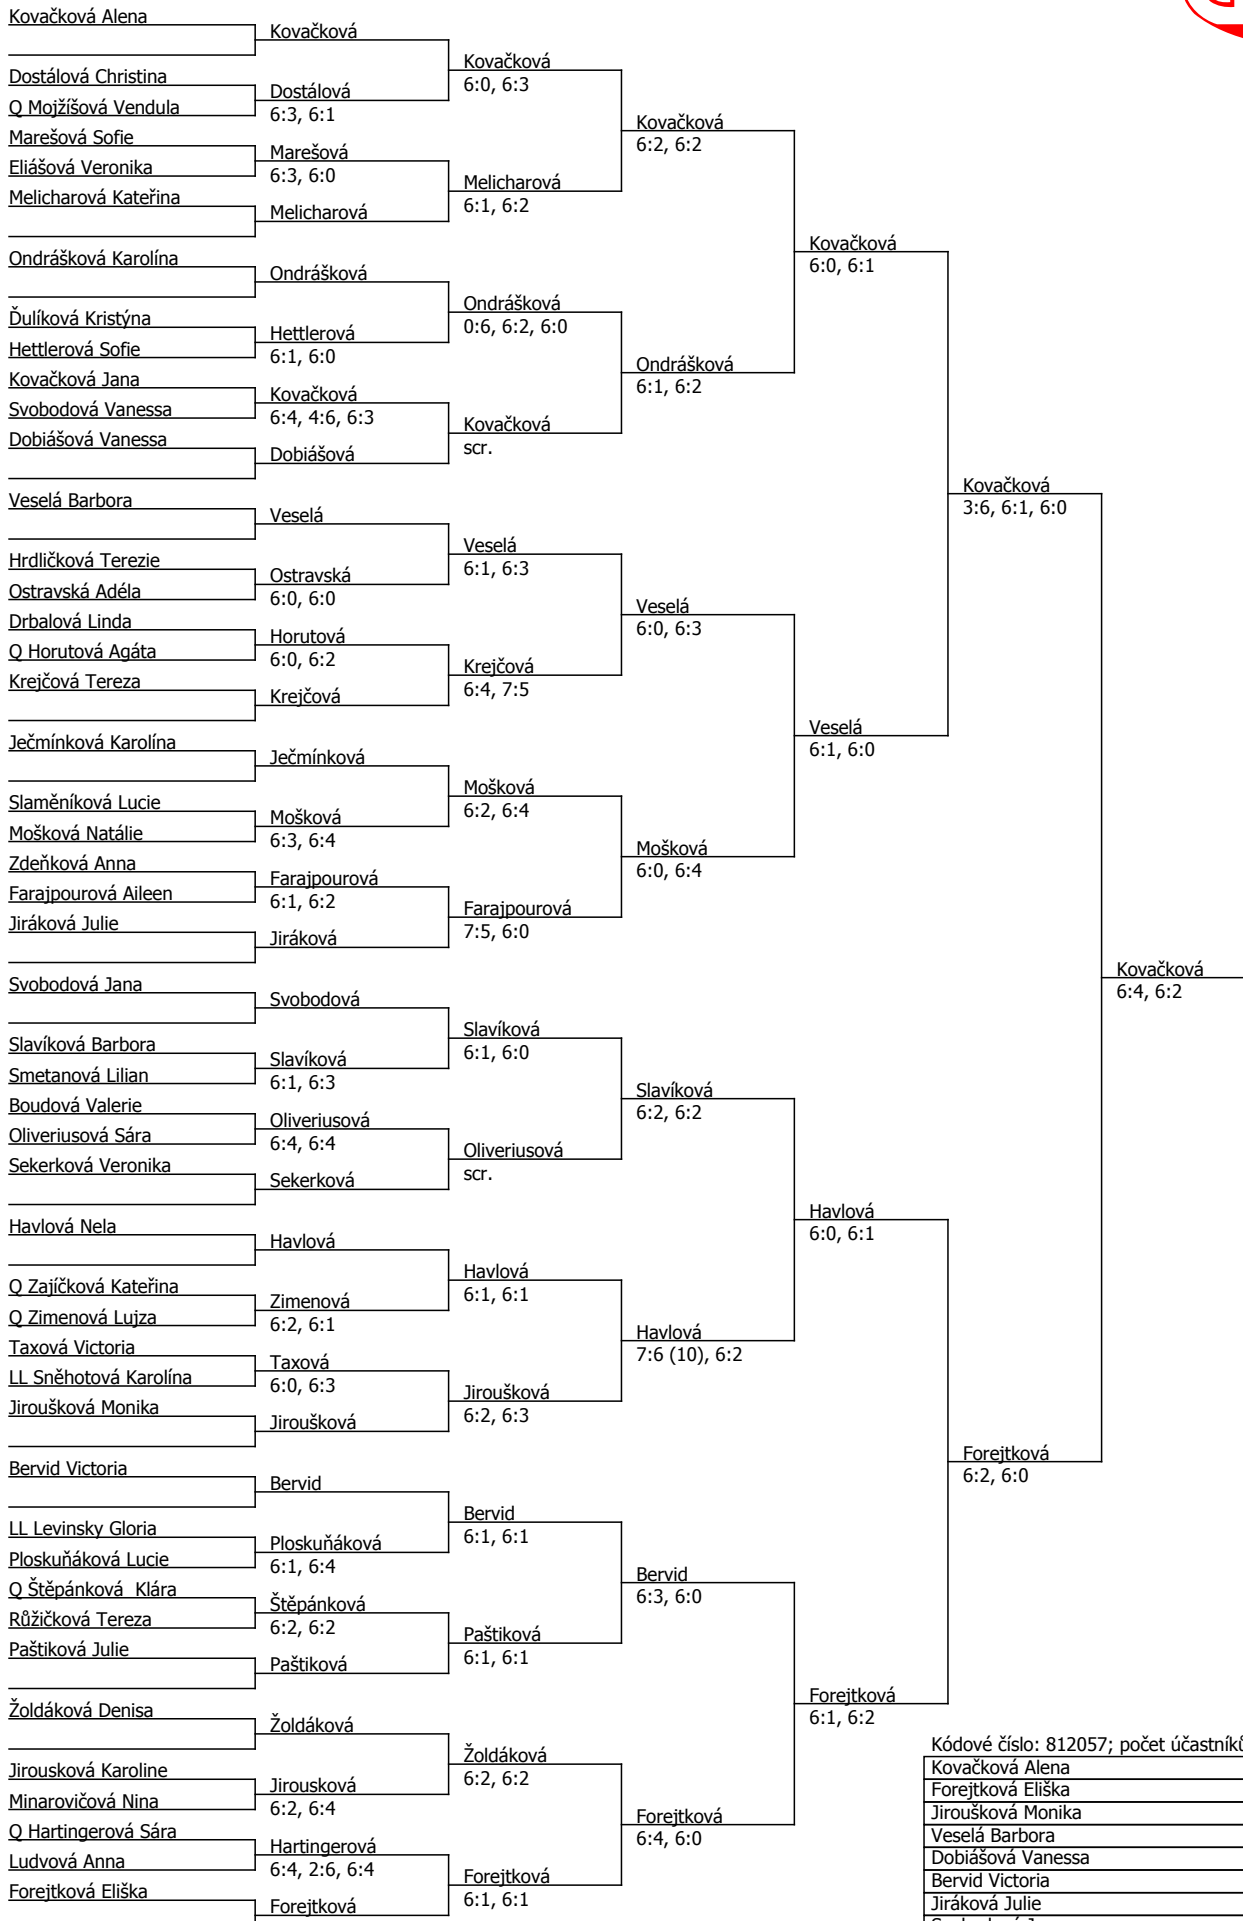 Kovačková Alena
Dostálová Christina
Q Mojžíšová Vendula
Marešová Sofie
Eliášová Veronika
Melicharová Kateřina
Ondrášková Karolína
Ďulíková Kristýna
Hettlerová Sofie
Kovačková Jana
Svobodová Vanessa
Dobiášová Vanessa
Veselá Barbora
Hrdličková Terezie
Ostravská Adéla
Drbalová Linda
Q Horutová Agáta
Krejčová Tereza
Ječmínková Karolína
Slaměníková Lucie
Mošková Natálie
Zdeňková Anna
Farajpourová Aileen
Jiráková Julie
Svobodová Jana
Slavíková Barbora
Smetanová Lilian
Boudová Valerie
Oliveriusová Sára
Sekerková Veronika
Havlová Nela
Q Zajíčková Kateřina
Q Zimenová Lujza
Taxová Victoria
LL Sněhotová Karolína
Jiroušková Monika
Bervid Victoria
LL Levinsky Gloria
Ploskuňáková Lucie
Q Štěpánková  Klára
Růžičková Tereza
Paštiková Julie
Žoldáková Denisa
Jirousková Karoline
Minarovičová Nina
Q Hartingerová Sára
Ludvová Anna
Forejtková Eliška
Kovačková
Dostálová
6:3, 6:1
Marešová
6:3, 6:0
Melicharová
Ondrášková
Hettlerová
6:1, 6:0
Kovačková
6:4, 4:6, 6:3
Dobiášová
Veselá
Ostravská
6:0, 6:0
Horutová
6:0, 6:2
Krejčová
Ječmínková
Mošková
6:3, 6:4
Farajpourová
6:1, 6:2
Jiráková
Svobodová
Slavíková
6:1, 6:3
Oliveriusová
6:4, 6:4
Sekerková
Havlová
Zimenová
6:2, 6:1
Taxová
6:0, 6:3
Jiroušková
Bervid
Ploskuňáková
6:1, 6:4
Štěpánková
6:2, 6:2
Paštiková
Žoldáková
Jirousková
6:2, 6:4
Hartingerová
6:4, 2:6, 6:4
Forejtková
Kovačková
6:0, 6:3
Melicharová
6:1, 6:2
Ondrášková
0:6, 6:2, 6:0
Kovačková
scr.
Veselá
6:1, 6:3
Krejčová
6:4, 7:5
Mošková
6:2, 6:4
Farajpourová
7:5, 6:0
Slavíková
6:1, 6:0
Oliveriusová
scr.
Havlová
6:1, 6:1
Jiroušková
6:2, 6:3
Bervid
6:1, 6:1
Paštiková
6:1, 6:1
Žoldáková
6:2, 6:2
Forejtková
6:1, 6:1
Kovačková
6:2, 6:2
Ondrášková
6:1, 6:2
Veselá
6:0, 6:3
Mošková
6:0, 6:4
Slavíková
6:2, 6:2
Havlová
7:6 (10), 6:2
Bervid
6:3, 6:0
Forejtková
6:4, 6:0
Kovačková
6:0, 6:1
Veselá
6:1, 6:0
Havlová
6:0, 6:1
Forejtková
6:1, 6:2
Kovačková
3:6, 6:1, 6:0
Forejtková
6:2, 6:0
Kovačková
6:4, 6:2
Kódové číslo: 812057; počet účastníků
Kovačková Alena
Forejtková Eliška
Jiroušková Monika
Veselá Barbora
Dobiášová Vanessa
Bervid Victoria
Jiráková Julie